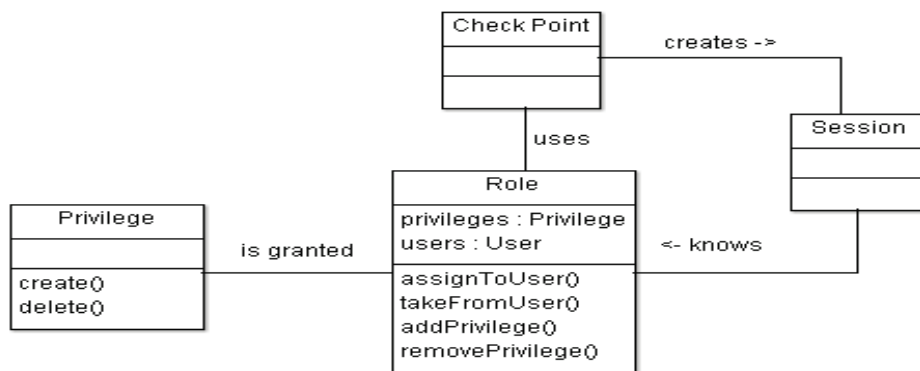 Check Point
creates ->
Session
uses
Role
privileges : Privilege
users : User
assignToUser()
takeFromUser()
addPrivilege()
removePrivilege()
<- knows
is granted
Privilege
create()
delete()